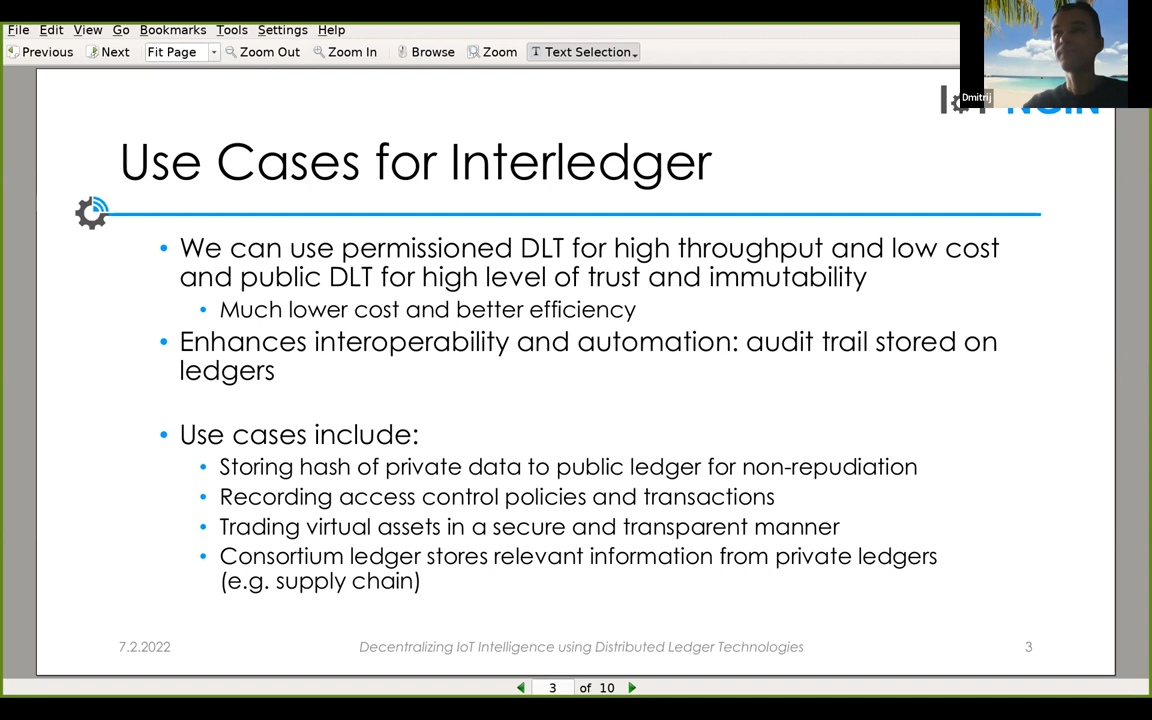 File Edit View Go Bookmarks Tools Settings Help
Previous Next Fit Page Zoom Out Zoom In Browse Zoom Text Selection
Dmitrij
Use Cases for Interledger
• We can use permissioned DLT for high throughput and low cost
and public DLT for high level of trust and immutability
• Much lower cost and better efficiency
• Enhances interoperability and automation: audit trail stored on
ledgers
• Use cases include:
• Storing hash of private data to public ledger for non-repudiation
• Recording access control policies and transactions
• Trading virtual assets in a secure and transparent manner
• Consortium ledger stores relevant information from private ledgers
(e.g. supply chain)
7.2.2022 Decentralizing IoT Intelligence using Distributed Ledger Technologies 3
3 of 10